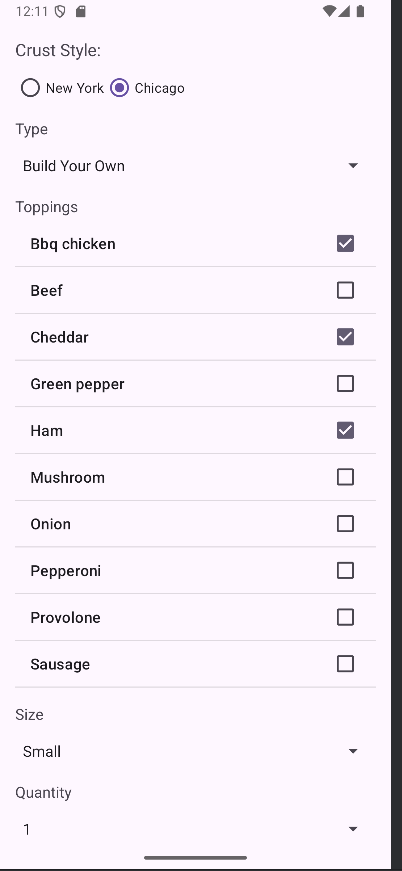 12:11
Crust Style:
New York Chicago
Type
Build Your Own
Toppings
Bbq chicken
Beef
Cheddar
Green pepper
Ham
Mushroom
Onion
Pepperoni
Provolone
Sausage
Size
Small
Quantity
1